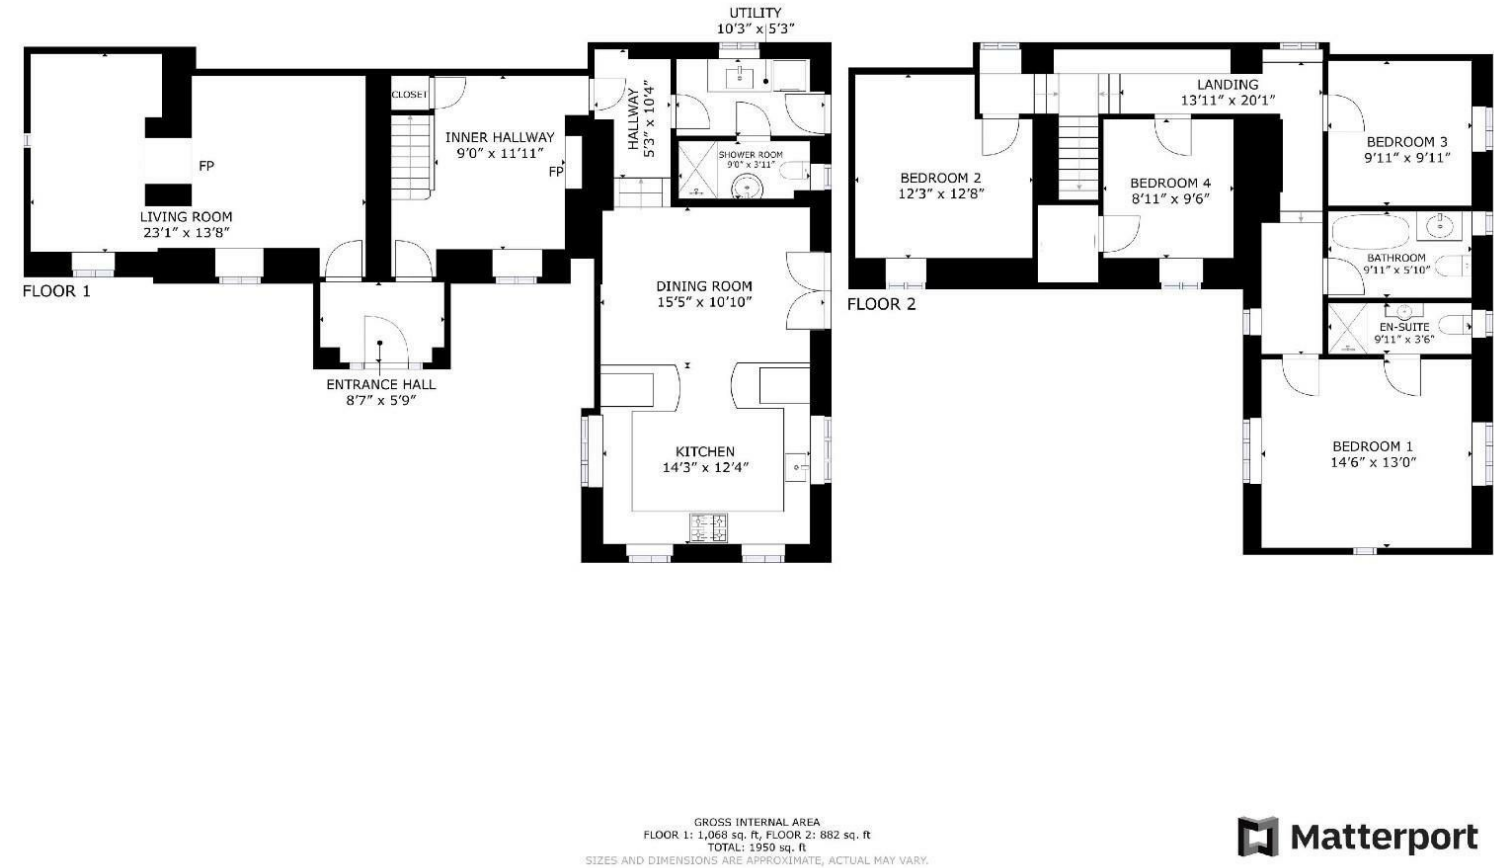 UTILITY
10'3" x 5'3"
CLOSET
INNER HALLWAY
9'0" x 11'11"
FP
HALLWAY
5'3" x 10'4"
SHOWER ROOM
9'0" x 3'11"
FP
LIVING ROOM
23'1" x 13'8"
FLOOR 1
DINING ROOM
15'5" x 10'10"
ENTRANCE HALL
8'7" x 5'9"
KITCHEN
14'3" x 12'4"
LANDING
13'11" x 20'1"
BEDROOM 3
9'11" x 9'11"
BEDROOM 2
12'3" x 12'8"
BEDROOM 4
8'11" x 9'6"
BATHROOM
9'11" x 5'10"
FLOOR 2
EN-SUITE
9'11" x 3'6"
BEDROOM 1
14'6" x 13'0"
GROSS INTERNAL AREA
FLOOR 1: 1,068 sq. ft, FLOOR 2: 882 sq. ft
TOTAL: 1950 sq. ft
SIZES AND DIMENSIONS ARE APPROXIMATE, ACTUAL MAY VARY.
Matterport